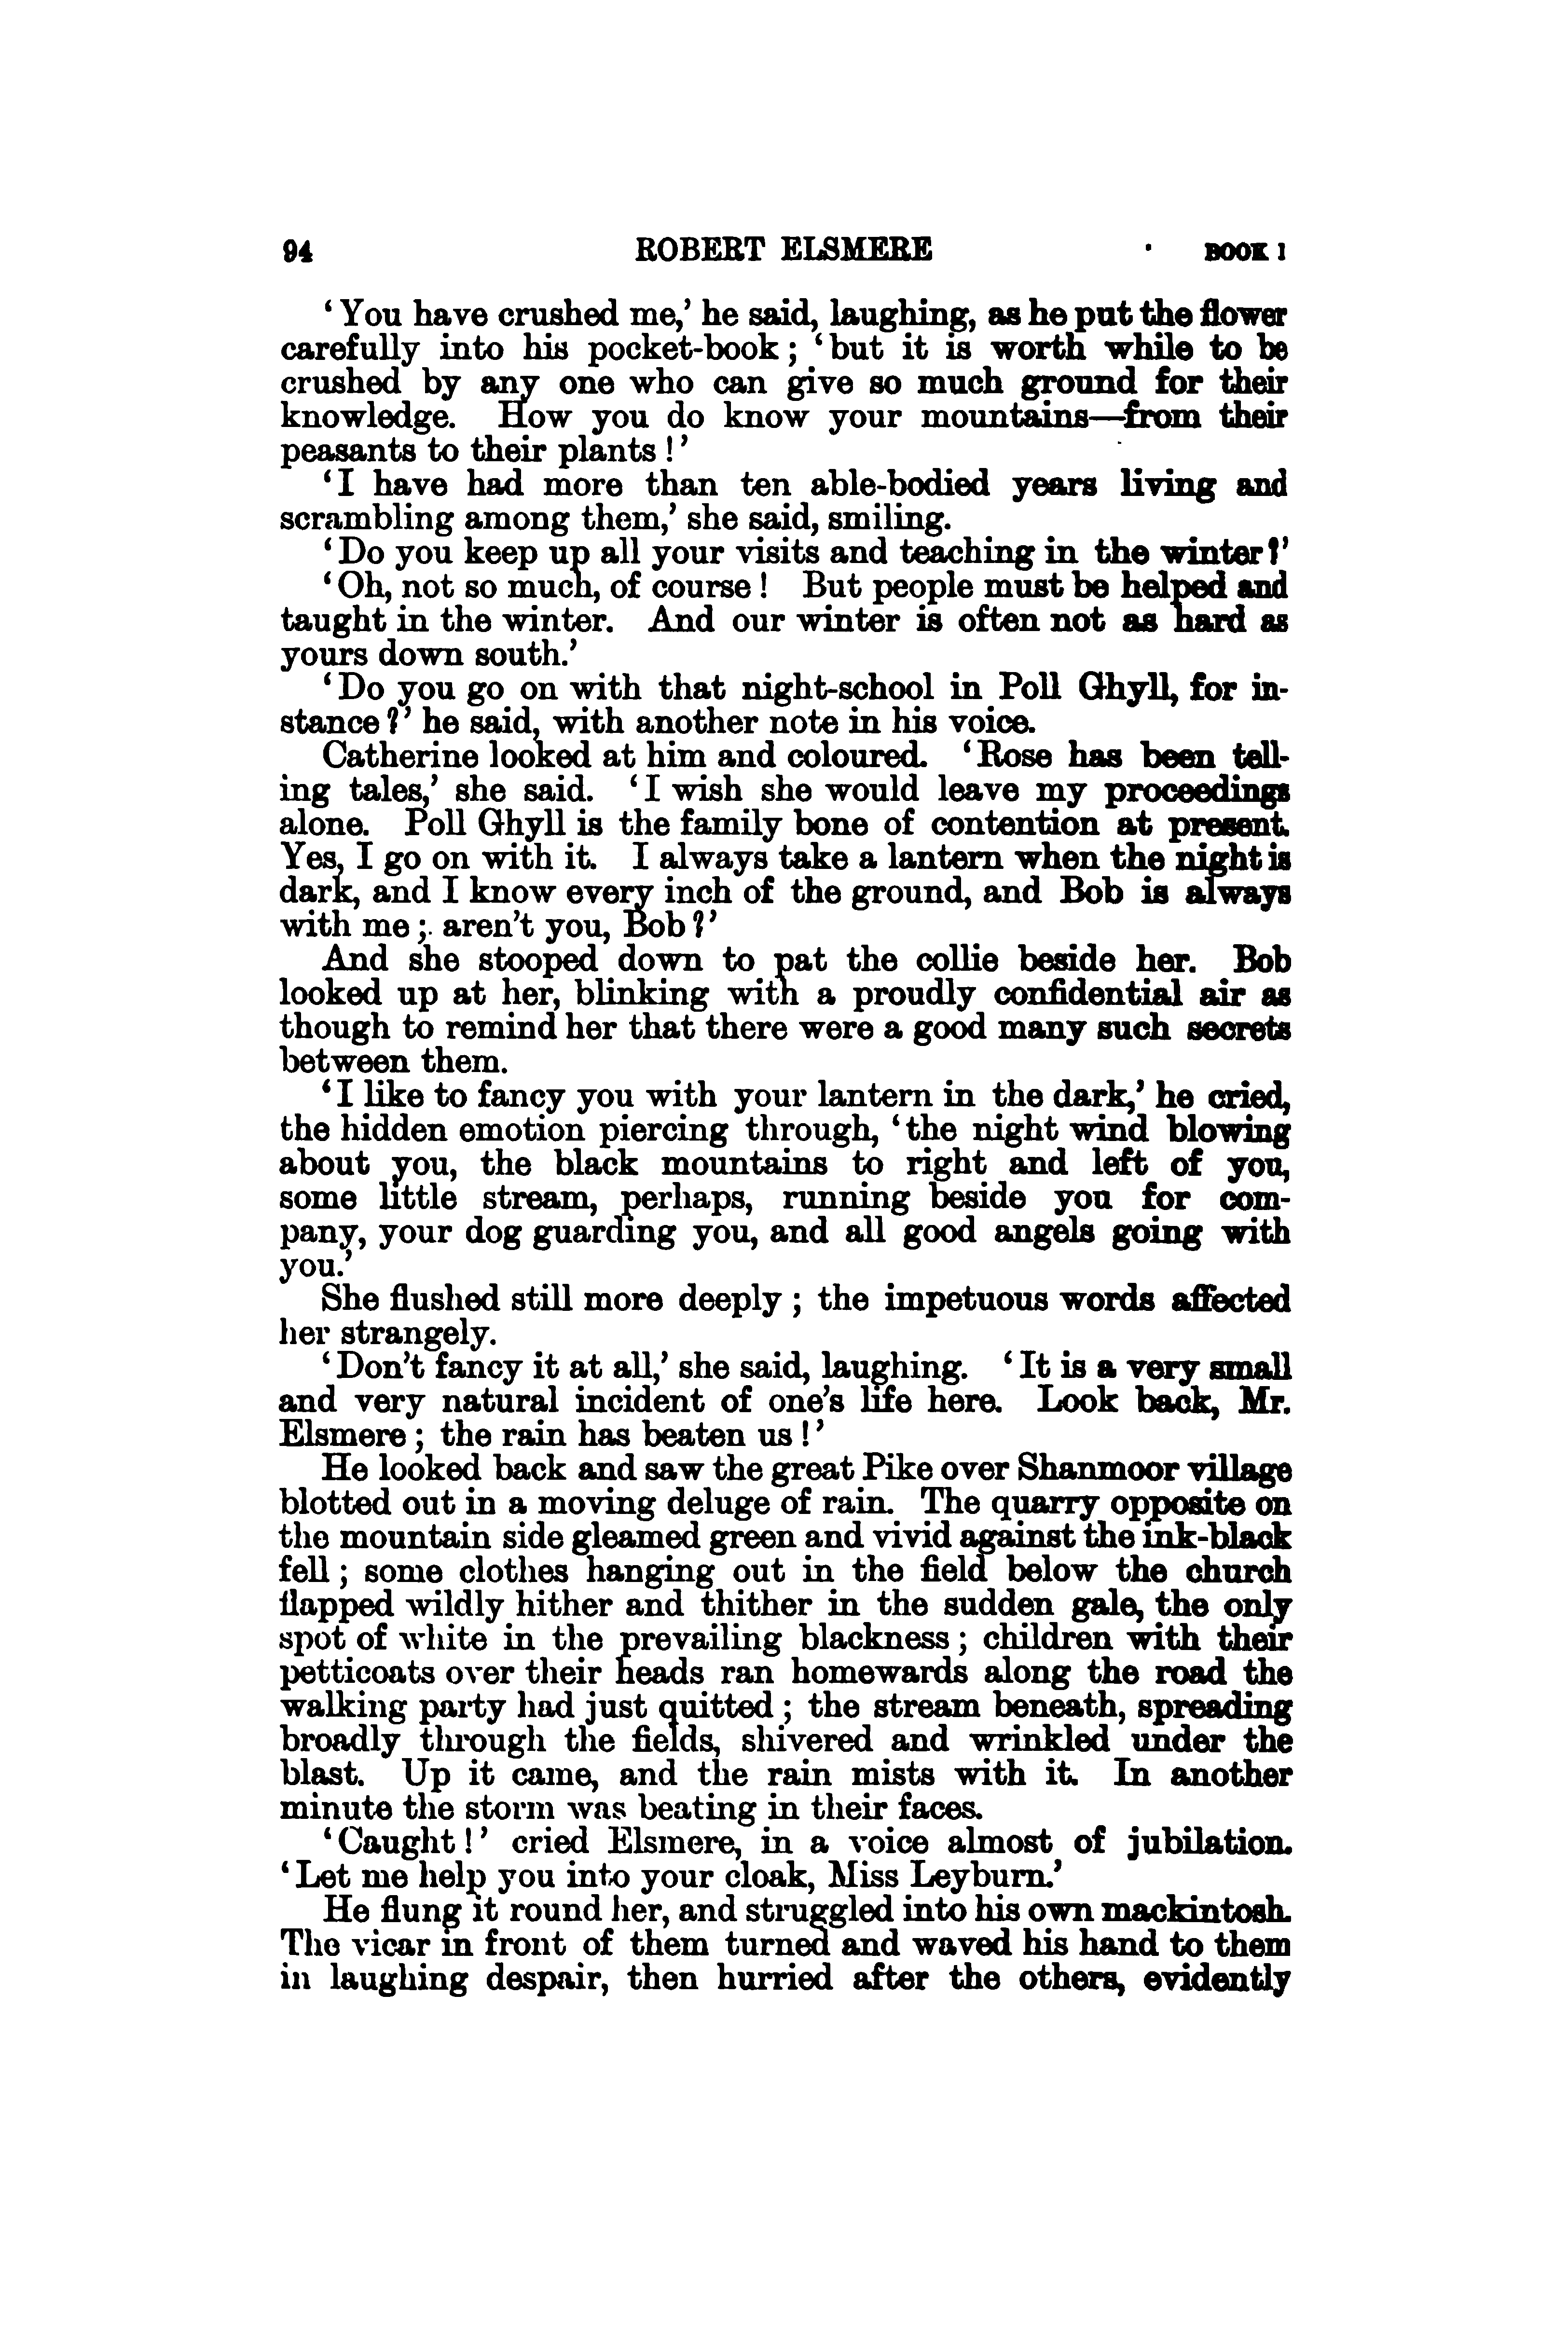 94 ROBERT ELSMERE BOOK I
‘You have crushed me,’ he said, laughing, as he put the flower
carefully into his pocket-book; ‘but it is worth while to be
crushed by any one who can give so much ground for their
knowledge. How you do know your mountains—from their
peasants to their plants!’
‘I have had more than ten able-bodied years living and
scrambling among them,’ she said, smiling.
‘Do you keep up all your visits and teaching in the winter?’
‘Oh, not so much, of course! But people must be helped and
taught in the winter. And our winter is often not as hard as
yours down south.’
‘Do you go on with that night-school in Poll Ghyll, for in-
stance?’ he said, with another note in his voice.
Catherine looked at him and coloured. ‘Rose has been tell-
ing tales,’ she said. ‘I wish she would leave my proceedings
alone. Poll Ghyll is the family bone of contention at present.
Yes, I go on with it. I always take a lantern when the night is
dark, and I know every inch of the ground, and Bob is always
with me; aren’t you, Bob?’
And she stooped down to pat the collie beside her. Bob
looked up at her, blinking with a proudly confidential air as
though to remind her that there were a good many such secrets
between them.
‘I like to fancy you with your lantern in the dark,’ he cried,
the hidden emotion piercing through, ‘the night wind blowing
about you, the black mountains to right and left of you,
some little stream, perhaps, running beside you for com-
pany, your dog guarding you, and all good angels going with
you.’
She flushed still more deeply; the impetuous words affected
her strangely.
‘Don’t fancy it at all,’ she said, laughing. ‘It is a very small
and very natural incident of one’s life here. Look back, Mr.
Elsmere; the rain has beaten us!’
He looked back and saw the great Pike over Shanmoor village
blotted out in a moving deluge of rain. The quarry opposite on
the mountain side gleamed green and vivid against the ink-black
fell; some clothes hanging out in the field below the church
flapped wildly hither and thither in the sudden gale, the only
spot of white in the prevailing blackness; children with their
petticoats over their heads ran homewards along the road the
walking party had just quitted; the stream beneath, spreading
broadly through the fields, shivered and wrinkled under the
blast. Up it came, and the rain mists with it. In another
minute the storm was beating in their faces.
‘Caught!’ cried Elsmere, in a voice almost of jubilation.
‘Let me help you into your cloak, Miss Leyburn.’
He flung it round her, and struggled into his own mackintosh.
The vicar in front of them turned and waved his hand to them
in laughing despair, then hurried after the others, evidently